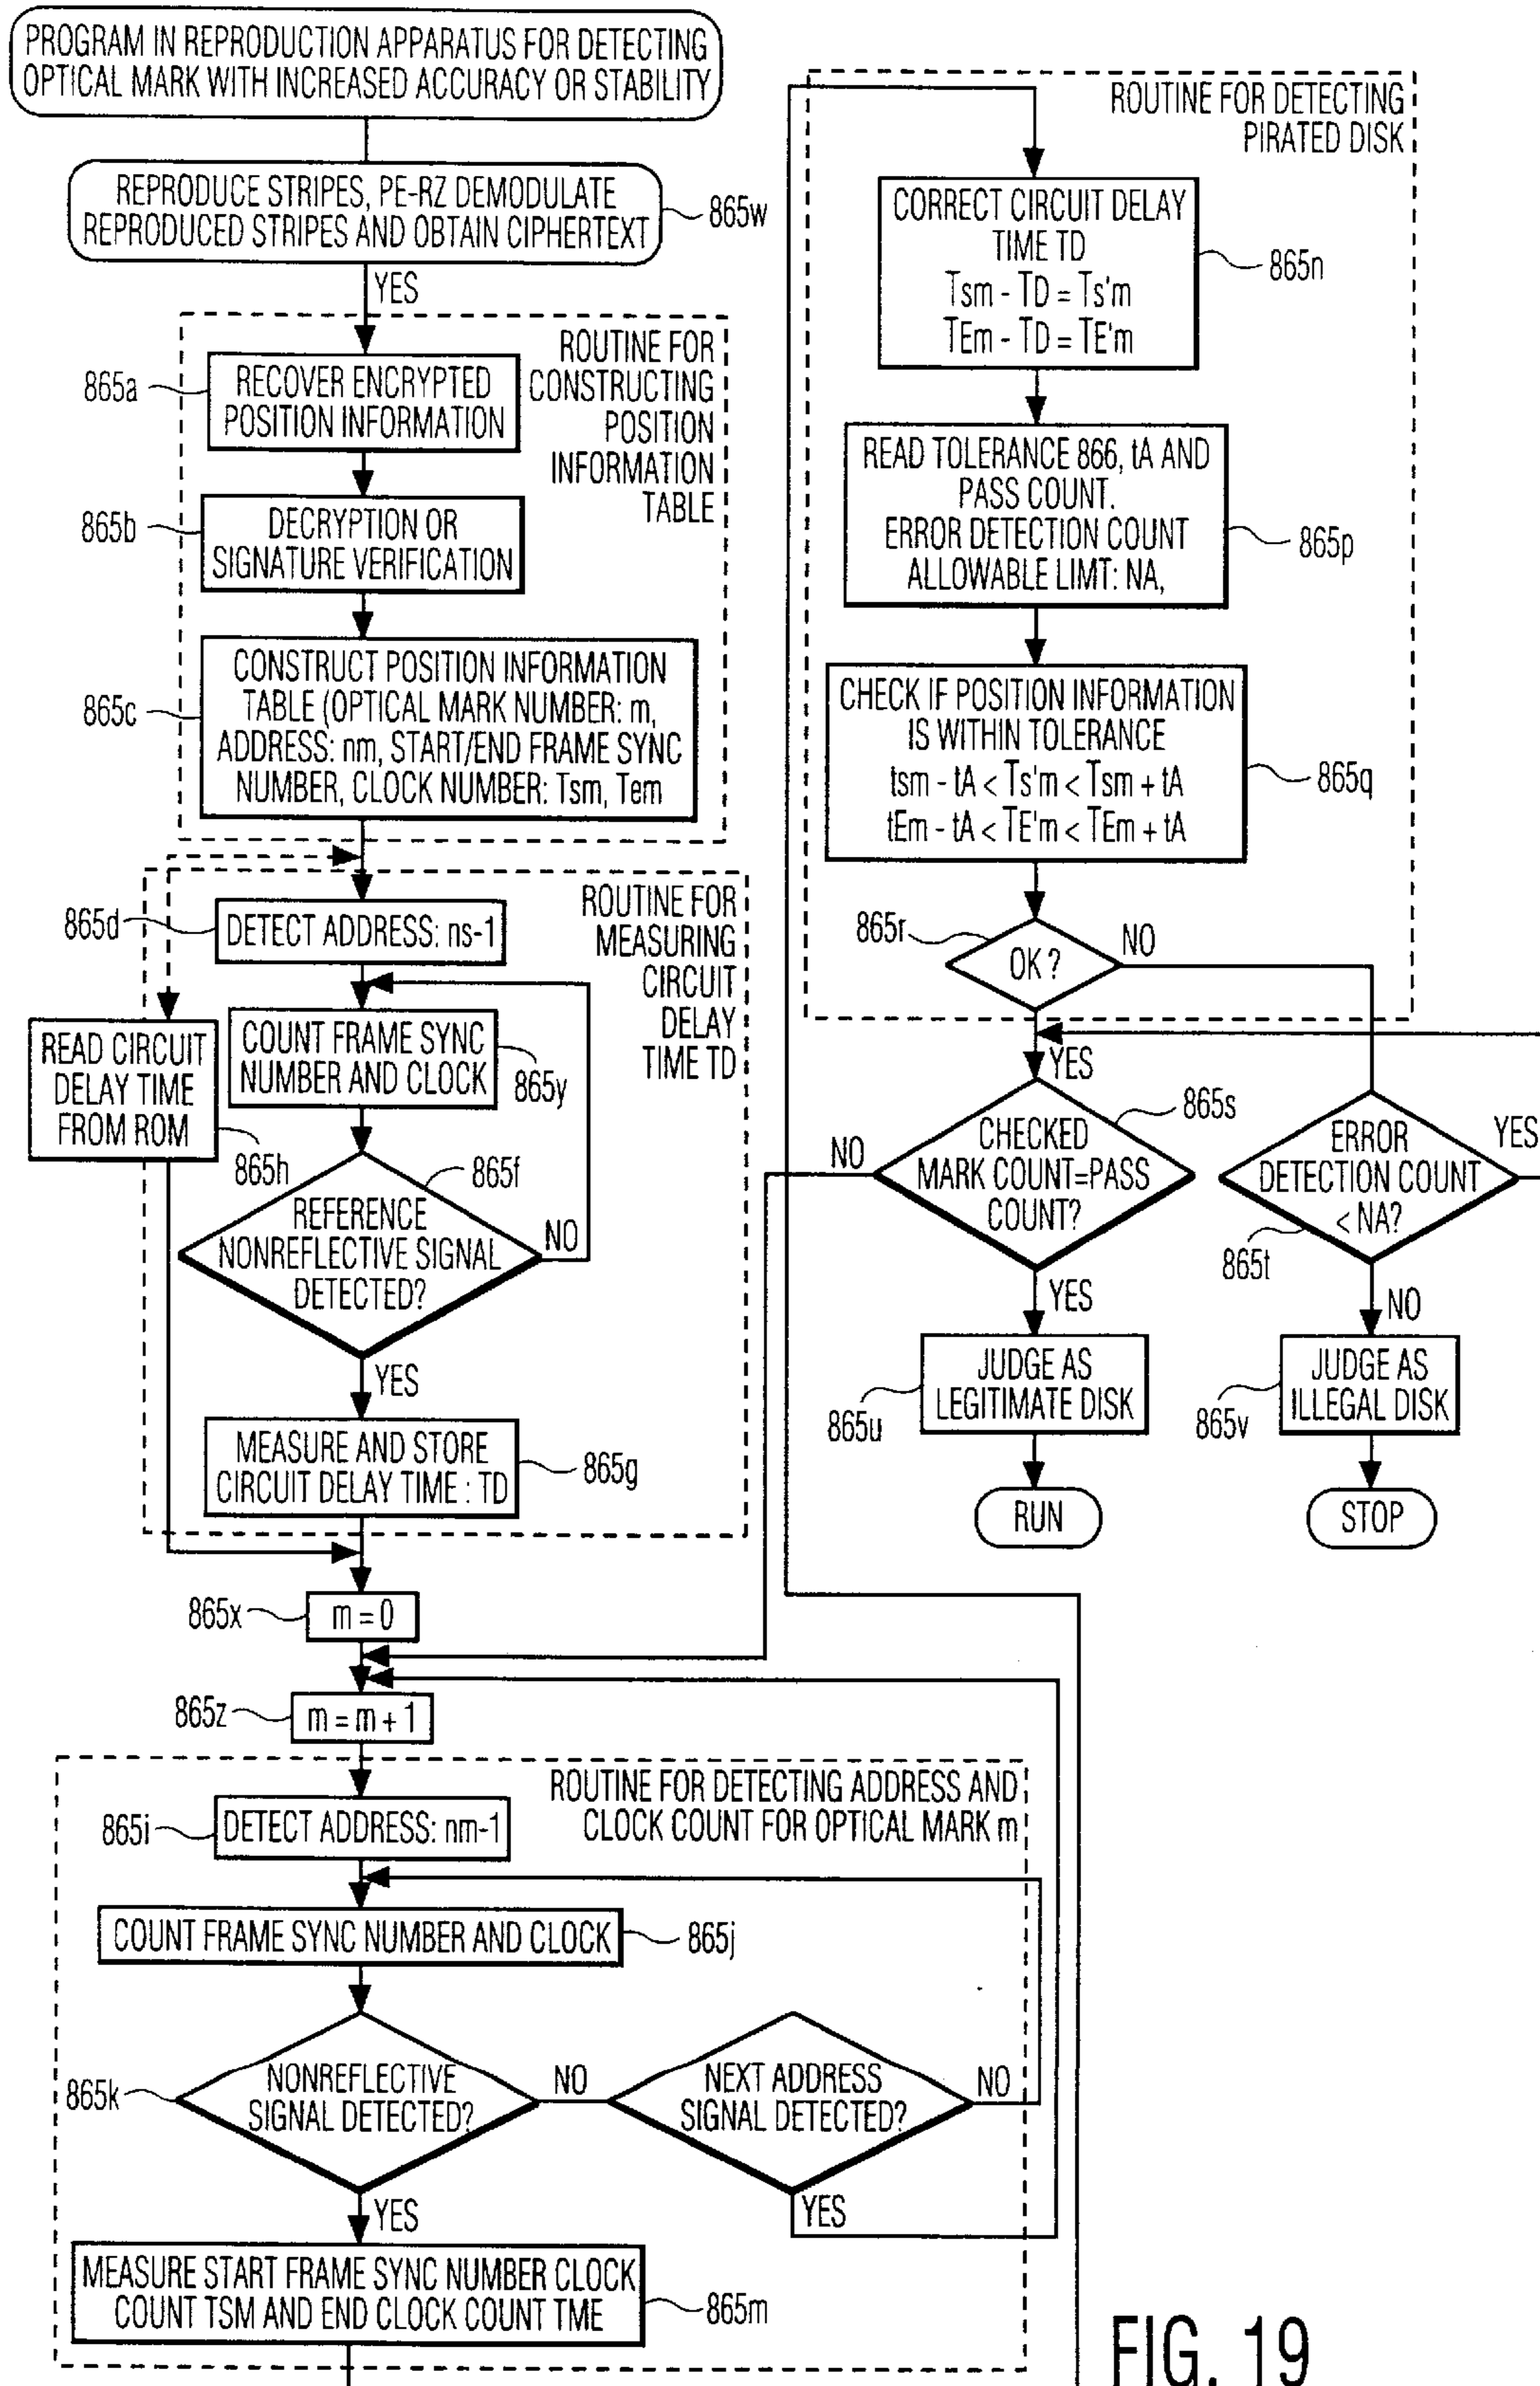 PROGRAM IN REPRODUCTION APPARATUS FOR DETECTING
OPTICAL MARK WITH INCREASED ACCURACY OR STABILITY
REPRODUCE STRIPES, PE-RZ DEMODULATE
REPRODUCED STRIPES AND OBTAIN CIPHERTEXT
865w
YES
ROUTINE FOR
CONSTRUCTING
POSITION
INFORMATION
TABLE
865a
RECOVER ENCRYPTED
POSITION INFORMATION
865b
DECRYPTION OR
SIGNATURE VERIFICATION
865c
CONSTRUCT POSITION INFORMATION
TABLE (OPTICAL MARK NUMBER: m,
ADDRESS: nm, START/END FRAME SYNC
NUMBER, CLOCK NUMBER: Tsm, Tem
ROUTINE FOR
MEASURING
CIRCUIT
DELAY
TIME TD
865d
DETECT ADDRESS: ns-1
COUNT FRAME SYNC
NUMBER AND CLOCK
865y
READ CIRCUIT
DELAY TIME
FROM ROM
865h
865f
REFERENCE
NONREFLECTIVE SIGNAL
DETECTED?
NO
YES
MEASURE AND STORE
CIRCUIT DELAY TIME : TD
865g
865x
m = 0
865z
m = m + 1
ROUTINE FOR DETECTING ADDRESS AND
CLOCK COUNT FOR OPTICAL MARK m
865i
DETECT ADDRESS: nm-1
COUNT FRAME SYNC NUMBER AND CLOCK
865j
865k
NONREFLECTIVE
SIGNAL DETECTED?
NO
NEXT ADDRESS
SIGNAL DETECTED?
NO
YES
YES
MEASURE START FRAME SYNC NUMBER CLOCK
COUNT TSM AND END CLOCK COUNT TME
865m
ROUTINE FOR DETECTING
PIRATED DISK
CORRECT CIRCUIT DELAY
TIME TD
Tsm - TD = Ts'm
TEm - TD = TE'm
865n
READ TOLERANCE 866, tA AND
PASS COUNT.
ERROR DETECTION COUNT
ALLOWABLE LIMT: NA,
865p
CHECK IF POSITION INFORMATION
IS WITHIN TOLERANCE
tsm - tA < Ts'm < Tsm + tA
tEm - tA < TE'm < TEm + tA
865q
865r
OK ?
NO
YES
865s
CHECKED
MARK COUNT=PASS
COUNT?
NO
YES
ERROR
DETECTION COUNT
< NA?
865t
YES
NO
JUDGE AS
LEGITIMATE DISK
865u
JUDGE AS
ILLEGAL DISK
865v
RUN
STOP
FIG. 19